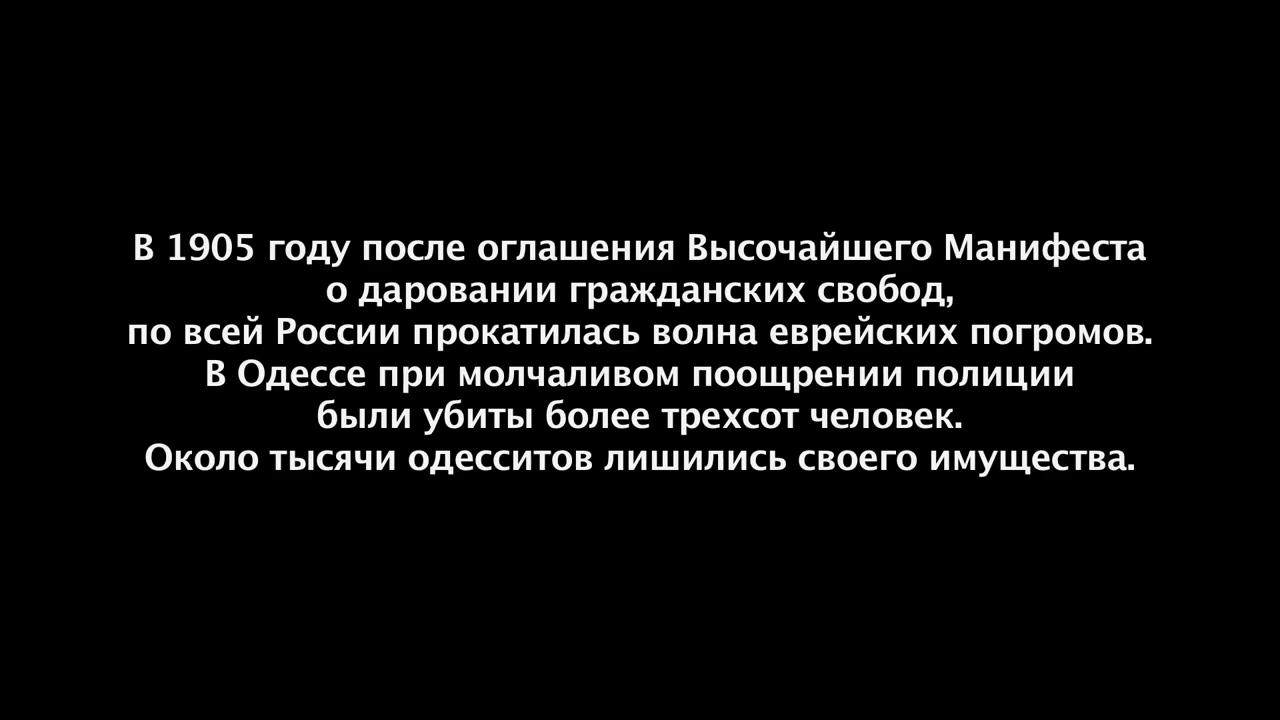 В 1905 году после оглашения Высочайшего Манифеста
о даровании гражданских свобод,
по всей России прокатилась волна еврейских погромов.
В Одессе при молчаливом поощрении полиции
были убиты более трехсот человек.
Около тысячи одесситов лишились своего имущества.